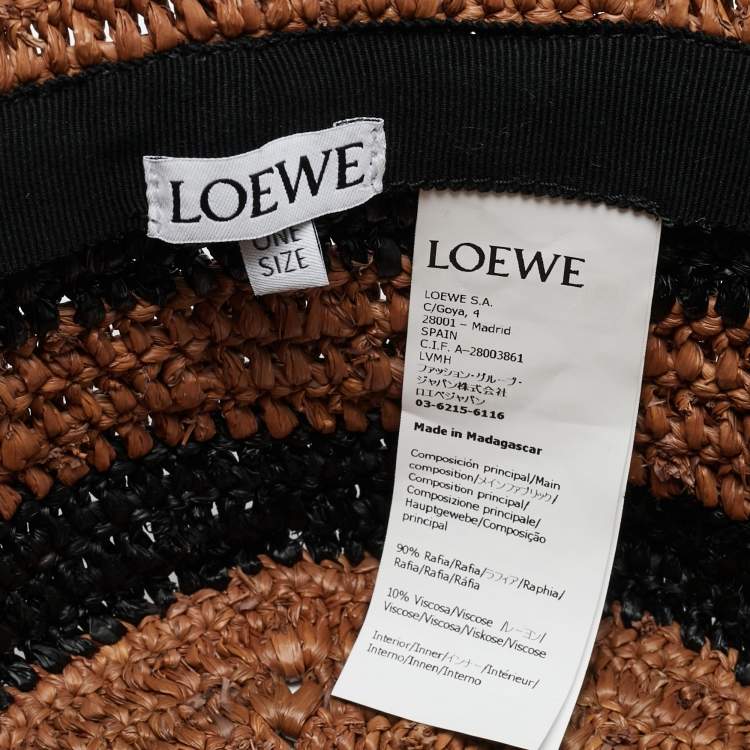 LOEWE
ONE
SIZE
LOEWE
LOEWE S.A.
C/Goya, 4
28001 – Madrid
SPAIN
C.I.F. A–28003861
LVMH
ファッション・グループ・
ジャパン株式会社
ロエベジャパン
03-6215-6116
Made in Madagascar
Composición principal/Main
composition/メインファブリック/
Composition principal/
Composizione principale/
Hauptgewebe/Composição
principal
90% Rafia/Rafia/ラフィア/Raphia/
Rafia/Rafia/Ráfia
10% Viscosa/Viscose レーヨン/
Viscose/Viscosa/Viskose/Viscose
Interior/Inner/インナー/Intérieur/
Interno/Innen/Interno